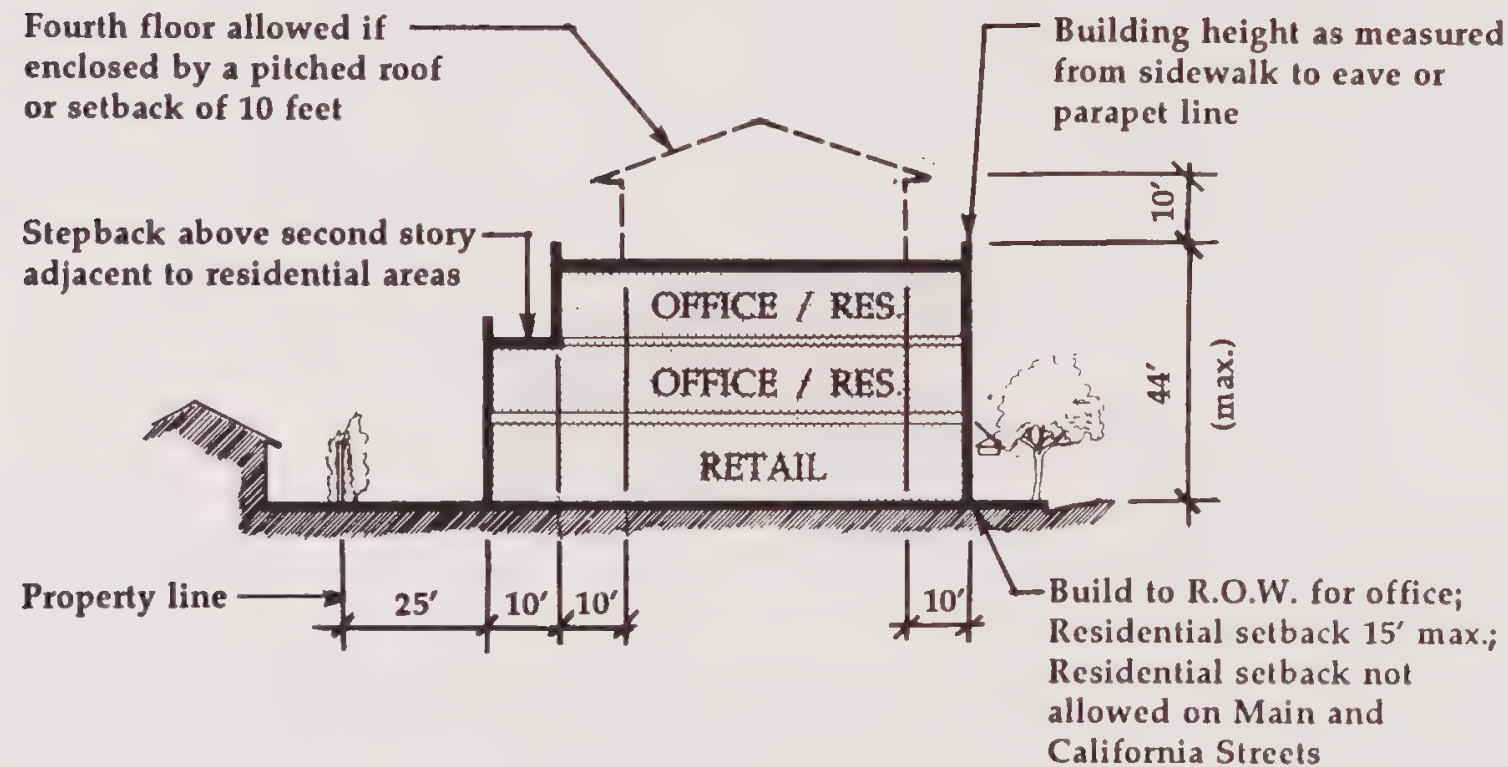 Fourth floor allowed if
enclosed by a pitched roof
or setback of 10 feet
Building height as measured
from sidewalk to eave or
parapet line
10′
Stepback above second story
adjacent to residential areas
OFFICE / RES.
OFFICE / RES.
RETAIL
44′
(max.)
Property line
25′
10′
10′
10′
Build to R.O.W. for office;
Residential setback 15′ max.;
Residential setback not
allowed on Main and
California Streets